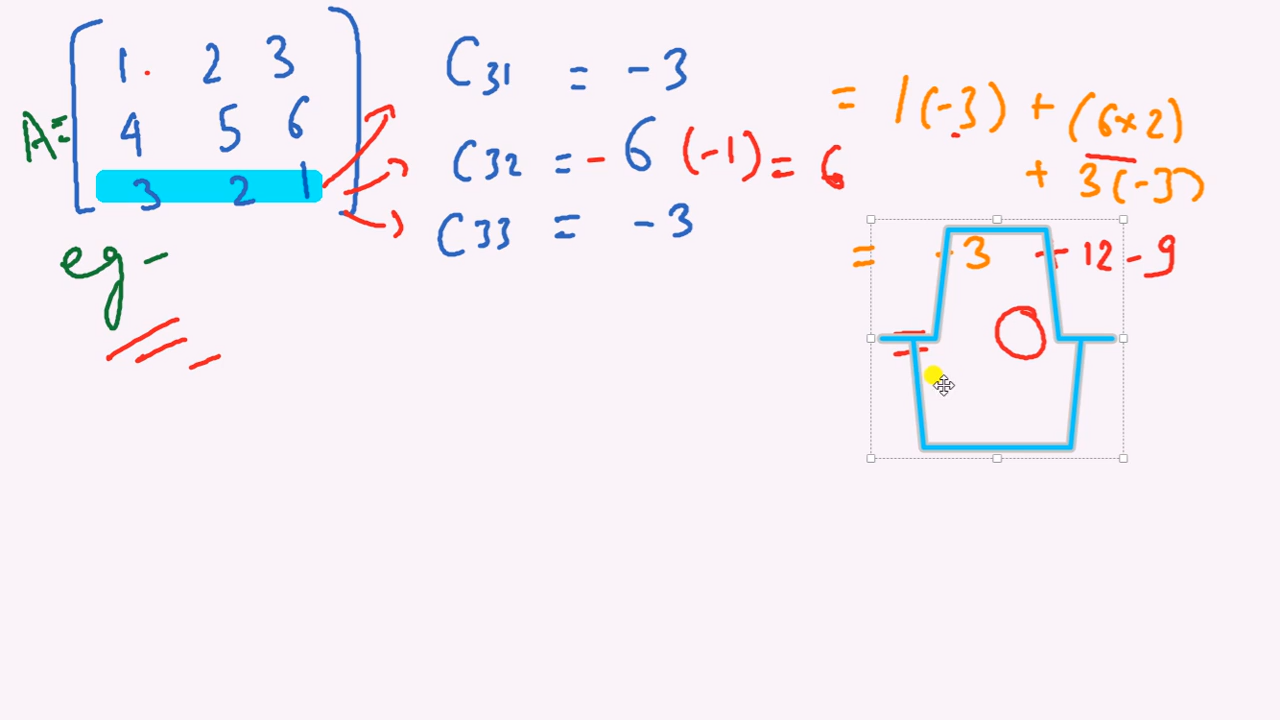 A = [ 1 . 2 3
4 5 6
3 2 1 ]
eg -
C31 = -3
C32 = - 6 (-1) = 6
C33 = -3
= 1(-3) + (6×2)
+ 3(-3)
= -3 + 12 - 9
= 0